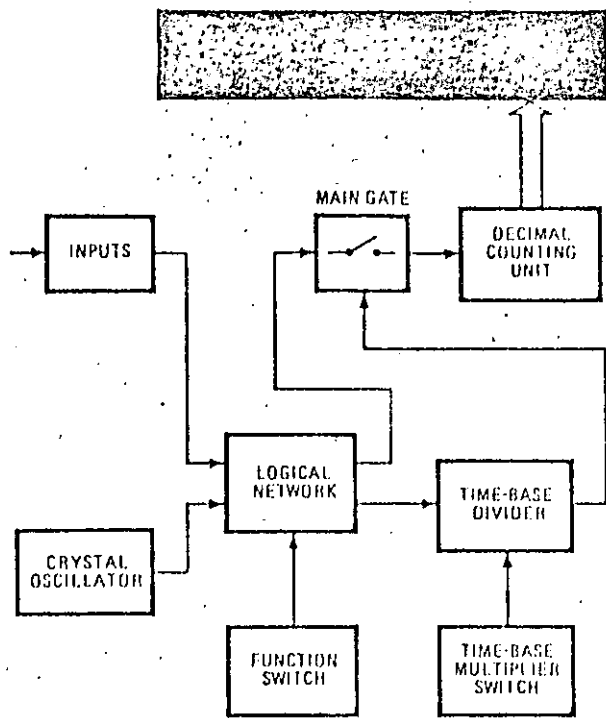 MAIN GATE
INPUTS
DECIMAL
COUNTING
UNIT
LOGICAL
NETWORK
TIME-BASE
DIVIDER
CRYSTAL
OSCILLATOR
FUNCTION
SWITCH
TIME-BASE
MULTIPLIER
SWITCH